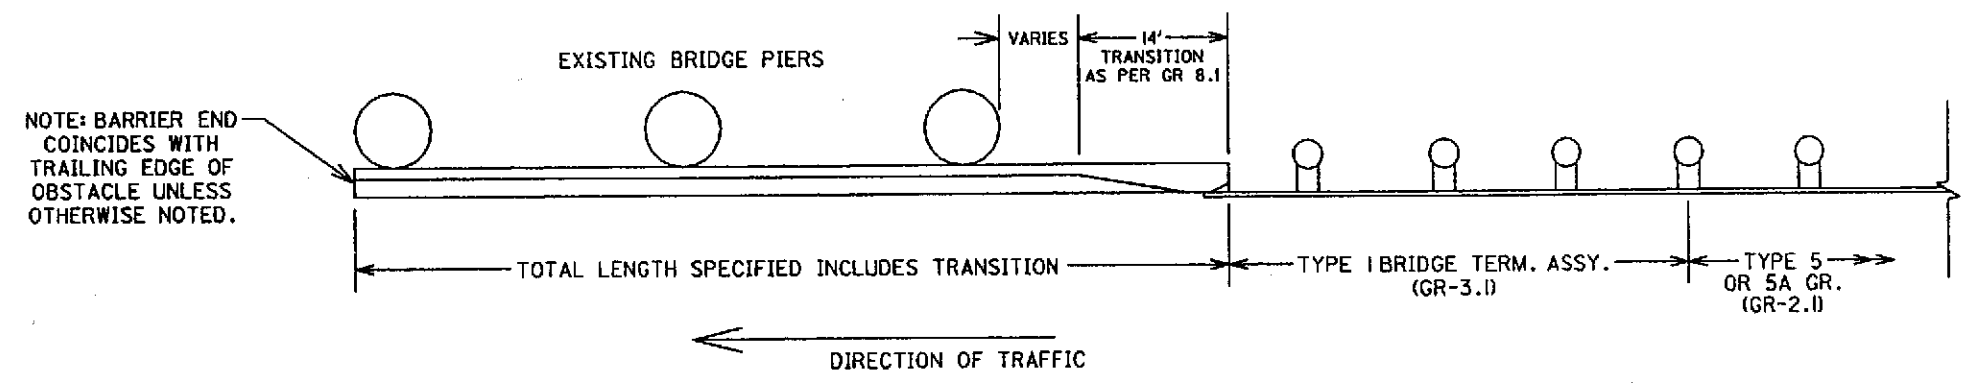 EXISTING BRIDGE PIERS
VARIES
14'
TRANSITION
AS PER GR 8.1
NOTE: BARRIER END
COINCIDES WITH
TRAILING EDGE OF
OBSTACLE UNLESS
OTHERWISE NOTED.
TOTAL LENGTH SPECIFIED INCLUDES TRANSITION
TYPE I BRIDGE TERM. ASSY.
(GR-3.1)
TYPE 5
OR 5A GR.
(GR-2.1)
DIRECTION OF TRAFFIC